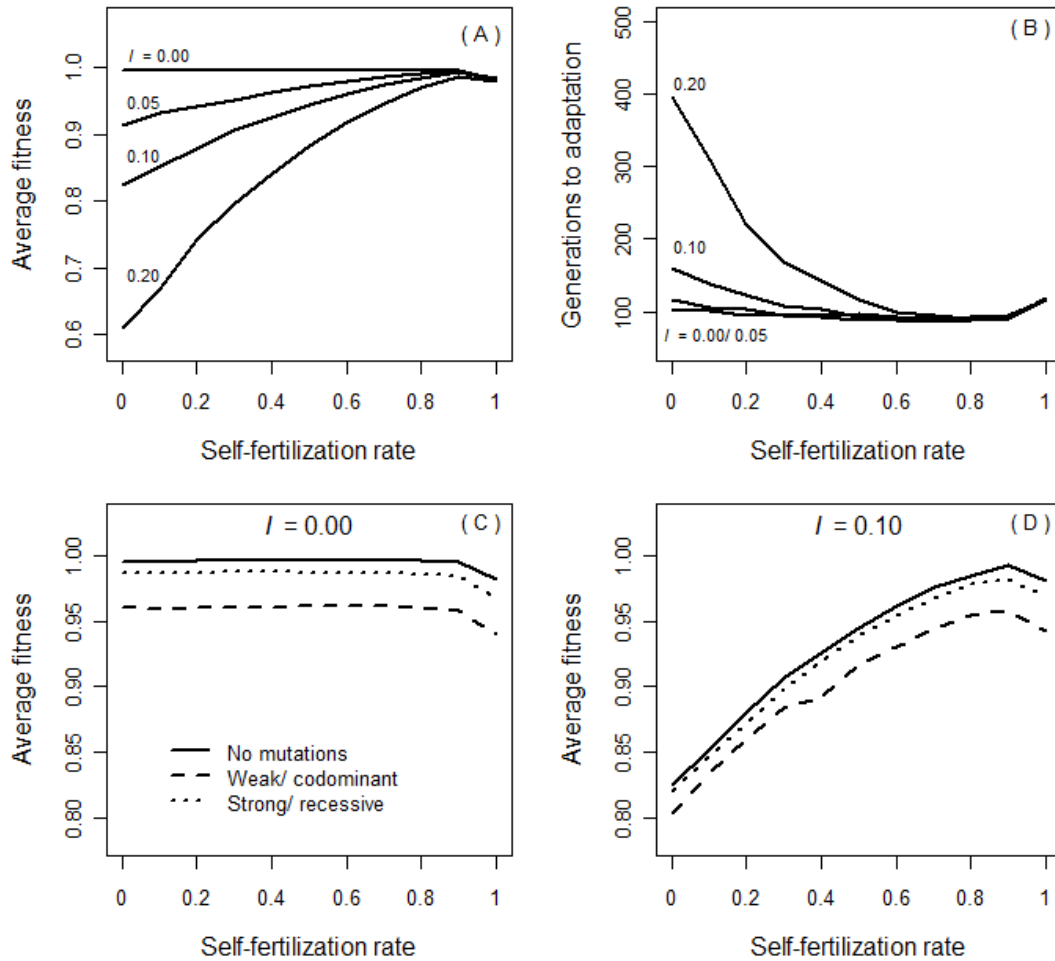 ( A )
I = 0.00
0.05
0.10
0.20
Average fitness
1.0
0.9
0.8
0.7
0.6
0 0.2 0.4 0.6 0.8 1
Self-fertilization rate
( B )
0.20
0.10
I = 0.00/ 0.05
Generations to adaptation
500
400
300
200
100
0 0.2 0.4 0.6 0.8 1
Self-fertilization rate
I = 0.00
( C )
Average fitness
1.00
0.95
0.90
0.85
0.80
No mutations
Weak/ codominant
Strong/ recessive
0 0.2 0.4 0.6 0.8 1
Self-fertilization rate
I = 0.10
( D )
Average fitness
1.00
0.95
0.90
0.85
0.80
0 0.2 0.4 0.6 0.8 1
Self-fertilization rate